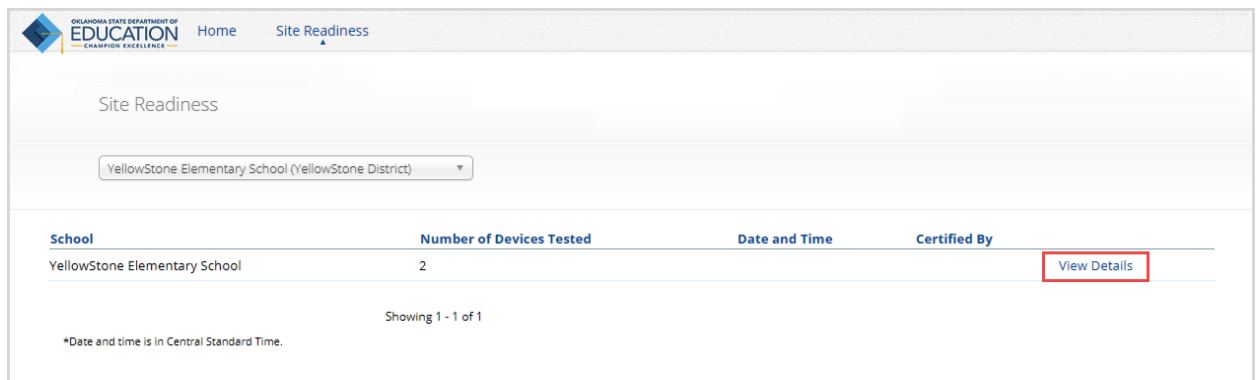 OKLAHOMA STATE DEPARTMENT OF
EDUCATION
CHAMPION EXCELLENCE
Home Site Readiness
Site Readiness
YellowStone Elementary School (YellowStone District)
School Number of Devices Tested Date and Time Certified By
YellowStone Elementary School 2 View Details
Showing 1 - 1 of 1
*Date and time is in Central Standard Time.